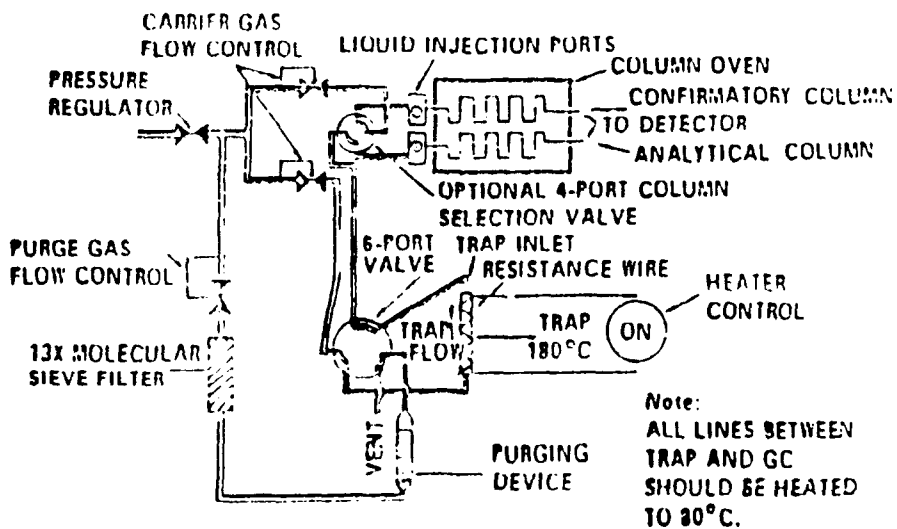 CARRIER GAS
FLOW CONTROL
LIQUID INJECTION PORTS
PRESSURE
REGULATOR
COLUMN OVEN
CONFIRMATORY COLUMN
TO DETECTOR
ANALYTICAL COLUMN
OPTIONAL 4-PORT COLUMN
SELECTION VALVE
PURGE GAS
FLOW CONTROL
6-PORT
VALVE
TRAP INLET
RESISTANCE WIRE
HEATER
CONTROL
TRAP
FLOW
TRAP
180°C
ON
13X MOLECULAR
SIEVE FILTER
VENT
PURGING
DEVICE
Note:
ALL LINES BETWEEN
TRAP AND GC
SHOULD BE HEATED
TO 80°C.